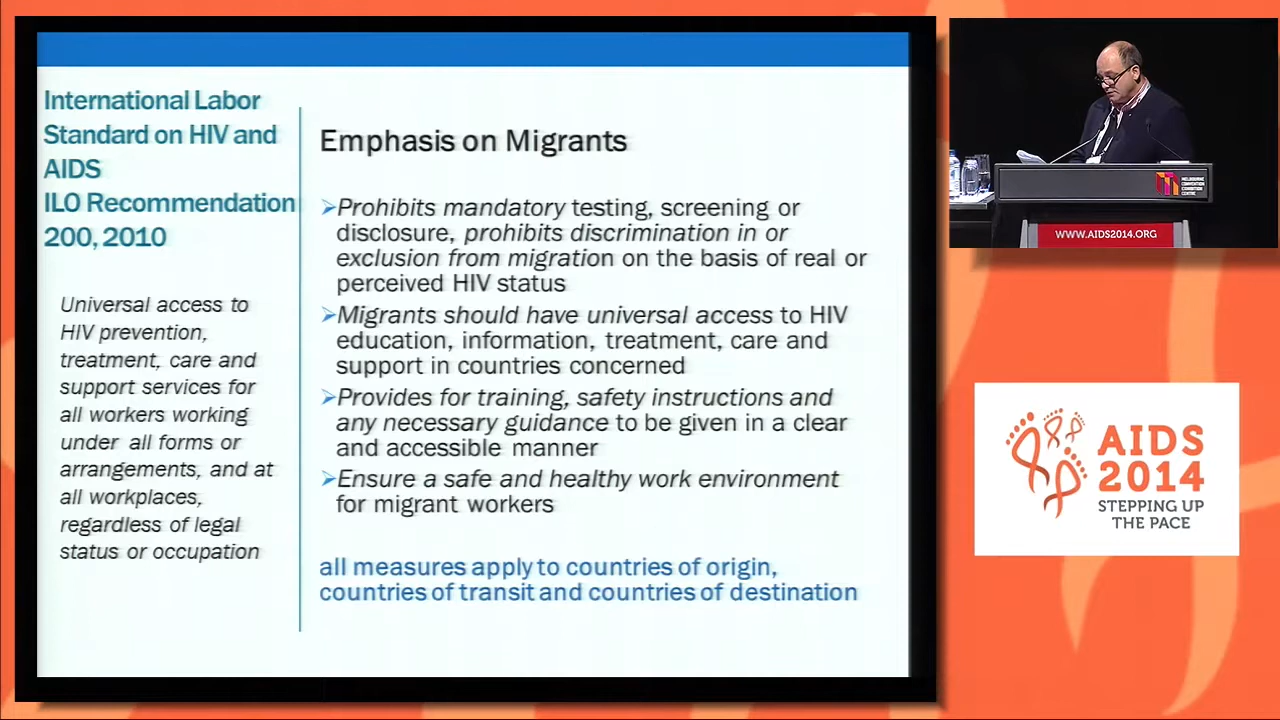 International Labor
Standard on HIV and
AIDS
ILO Recommendation
200, 2010
Universal access to
HIV prevention,
treatment, care and
support services for
all workers working
under all forms or
arrangements, and at
all workplaces,
regardless of legal
status or occupation
Emphasis on Migrants
➢Prohibits mandatory testing, screening or
disclosure, prohibits discrimination in or
exclusion from migration on the basis of real or
perceived HIV status
➢Migrants should have universal access to HIV
education, information, treatment, care and
support in countries concerned
➢Provides for training, safety instructions and
any necessary guidance to be given in a clear
and accessible manner
➢Ensure a safe and healthy work environment
for migrant workers
all measures apply to countries of origin,
countries of transit and countries of destination
MELBOURNE
CONVENTION
EXHIBITION
CENTRE
WWW.AIDS2014.ORG
AIDS
2014
STEPPING UP
THE PACE